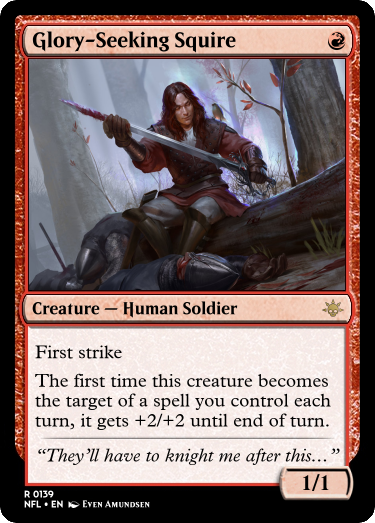 Glory-Seeking Squire
Creature — Human Soldier
First strike
The first time this creature becomes
the target of a spell you control each
turn, it gets +2/+2 until end of turn.
“They’ll have to knight me after this…”
1/1
R 0139
NFL • EN Even Amundsen